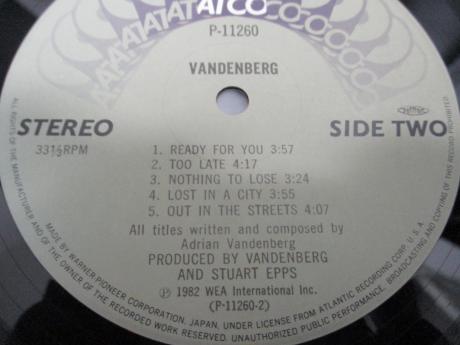 ATCO
P-11260
VANDENBERG
STEREO
33⅓RPM
SIDE TWO
1. READY FOR YOU 3:57
2. TOO LATE 4:17
3. NOTHING TO LOSE 3:24
4. LOST IN A CITY 3:55
5. OUT IN THE STREETS 4:07
All titles written and composed by
Adrian Vandenberg
PRODUCED BY VANDENBERG
AND STUART EPPS
Ⓟ 1982 WEA International Inc.
(P-11260-2)
MADE BY WARNER-PIONEER CORPORATION, JAPAN, UNDER LICENSE FROM ATLANTIC RECORDING CORP. U.S.A.
ALL RIGHTS OF THE MANUFACTURER AND OF THE OWNER OF THE RECORDED WORK RESERVED. UNAUTHORIZED PUBLIC PERFORMANCE, BROADCASTING AND COPYING OF THIS RECORD PROHIBITED.